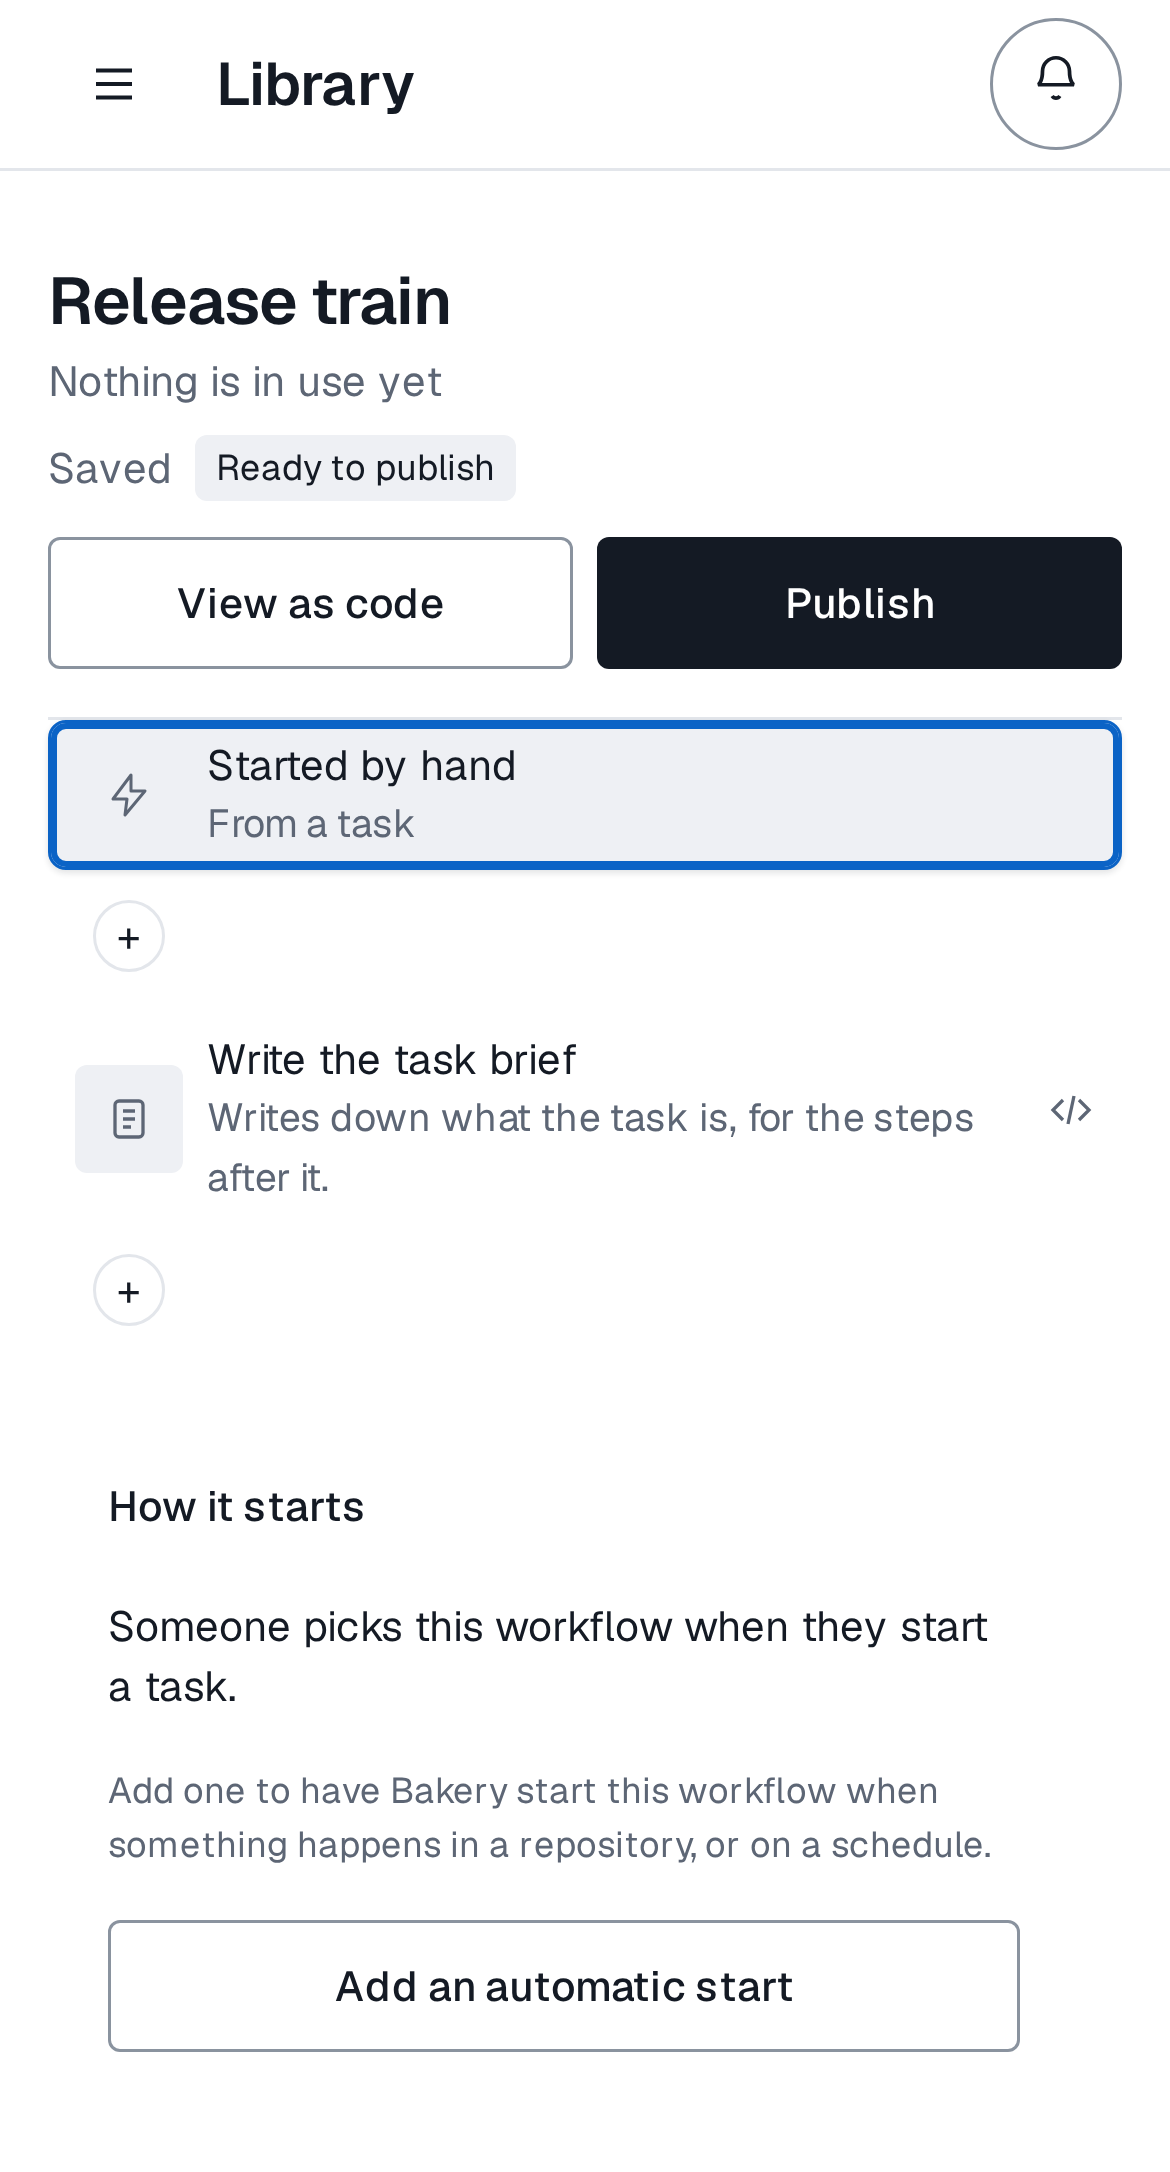 Library
Release train
Nothing is in use yet
Saved
Ready to publish
View as code
Publish
Started by hand
From a task
+
Write the task brief
Writes down what the task is, for the steps
after it.
</>
+
How it starts
Someone picks this workflow when they start
a task.
Add one to have Bakery start this workflow when
something happens in a repository, or on a schedule.
Add an automatic start